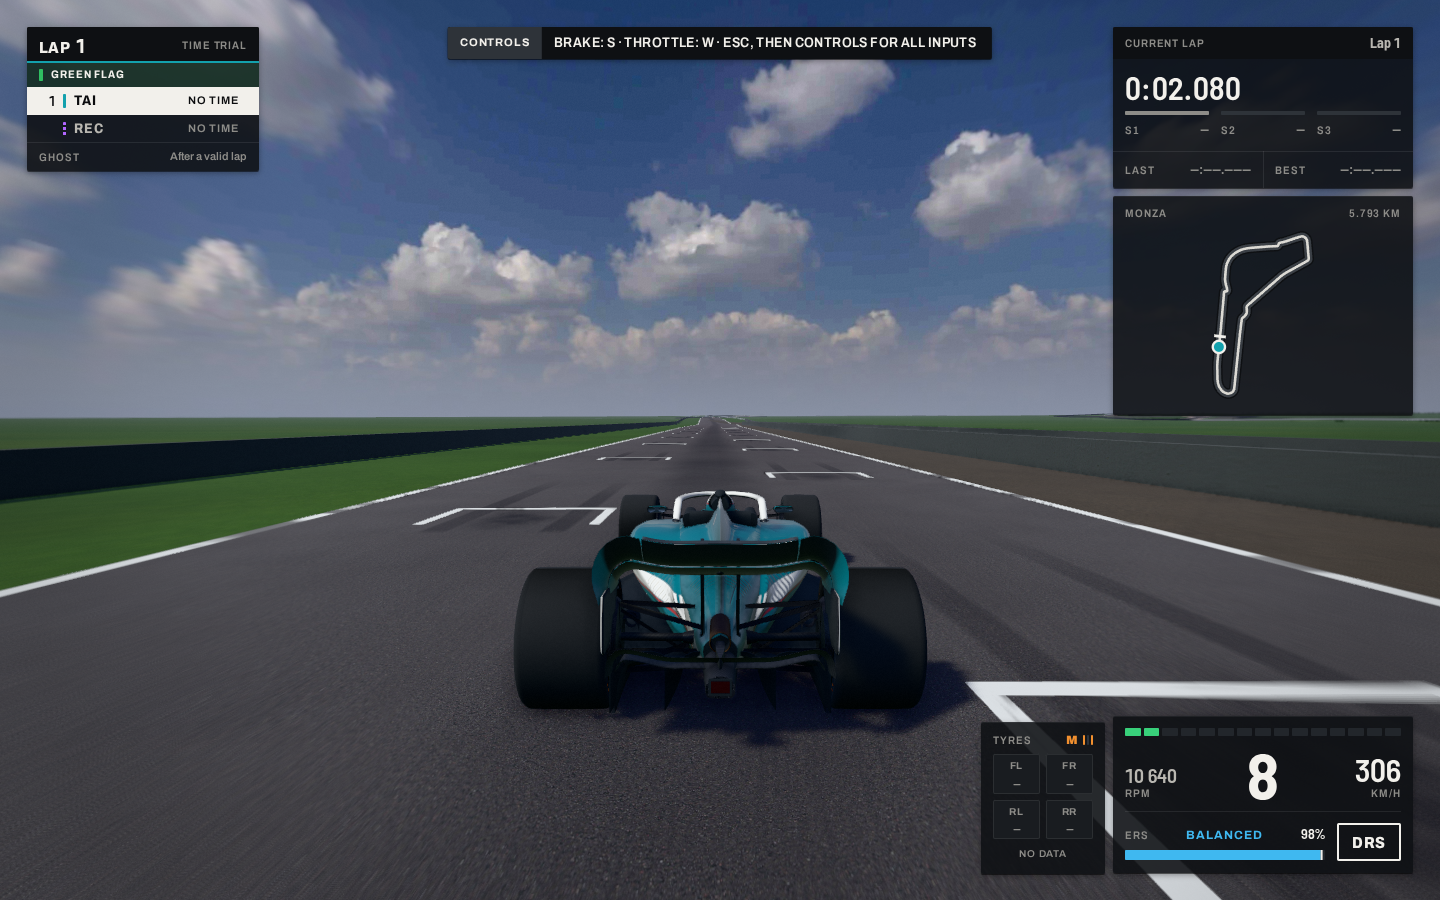 LAP 1 TIME TRIAL
GREEN FLAG
1 TAI NO TIME
REC NO TIME
GHOST After a valid lap
CONTROLS BRAKE: S · THROTTLE: W · ESC, THEN CONTROLS FOR ALL INPUTS
CURRENT LAP Lap 1
0:02.080
S1 – S2 – S3 –
LAST –:––.––– BEST –:––.–––
MONZA 5.793 KM
TYRES M
FL FR
– –
RL RR
– –
NO DATA
10 640 8 306
RPM KM/H
ERS BALANCED 98% DRS